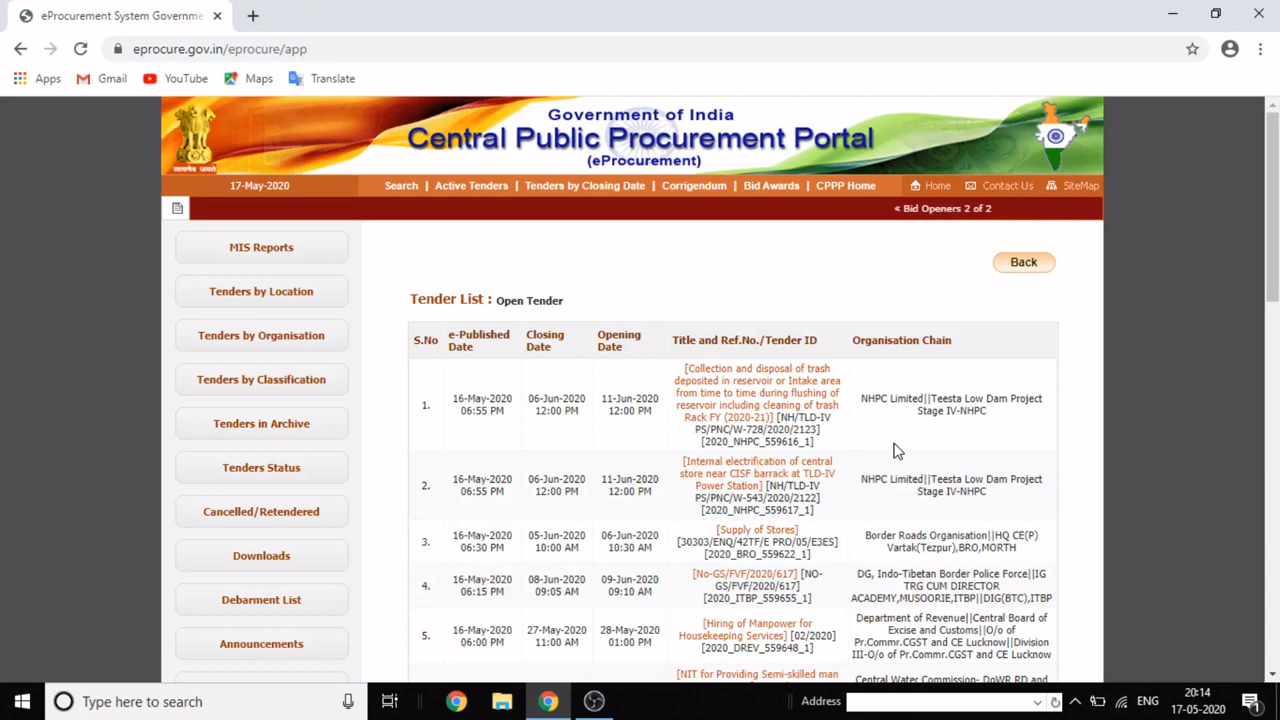 eProcurement System Governme
eprocure.gov.in/eprocure/app
Apps Gmail YouTube Maps Translate
Government of India
Central Public Procurement Portal
(eProcurement)
सत्यमेव जयते
17-May-2020 Search | Active Tenders | Tenders by Closing Date | Corrigendum | Bid Awards | CPPP Home Home Contact Us SiteMap
< Bid Openers 2 of 2
MIS Reports
Tenders by Location
Tenders by Organisation
Tenders by Classification
Tenders in Archive
Tenders Status
Cancelled/Retendered
Downloads
Debarment List
Announcements
Back
Tender List : Open Tender
S.No e-Published Date Closing Date Opening Date Title and Ref.No./Tender ID Organisation Chain
1. 16-May-2020 06:55 PM 06-Jun-2020 12:00 PM 11-Jun-2020 12:00 PM
[Collection and disposal of trash
deposited in reservoir or Intake area
from time to time during flushing of
reservoir including cleaning of trash
Rack FY (2020-21)] [NH/TLD-IV
PS/PNC/W-728/2020/2123]
[2020_NHPC_559616_1]
NHPC Limited||Teesta Low Dam Project
Stage IV-NHPC
2. 16-May-2020 06:55 PM 06-Jun-2020 12:00 PM 11-Jun-2020 12:00 PM
[Internal electrification of central
store near CISF barrack at TLD-IV
Power Station] [NH/TLD-IV
PS/PNC/W-543/2020/2122]
[2020_NHPC_559617_1]
NHPC Limited||Teesta Low Dam Project
Stage IV-NHPC
3. 16-May-2020 06:30 PM 05-Jun-2020 10:00 AM 06-Jun-2020 10:30 AM
[Supply of Stores]
[30303/ENQ/42TF/E PRO/05/E3ES]
[2020_BRO_559622_1]
Border Roads Organisation||HQ CE(P)
Vartak(Tezpur),BRO,MORTH
4. 16-May-2020 06:15 PM 08-Jun-2020 09:05 AM 09-Jun-2020 09:10 AM
[No-GS/FVF/2020/617] [NO-
GS/FVF/2020/617]
[2020_ITBP_559655_1]
DG, Indo-Tibetan Border Police Force||IG
TRG CUM DIRECTOR
ACADEMY,MUSOORIE,ITBP||DIG(BTC),ITBP
5. 16-May-2020 06:00 PM 27-May-2020 11:00 AM 28-May-2020 01:00 PM
[Hiring of Manpower for
Housekeeping Services] [02/2020]
[2020_DREV_559648_1]
Department of Revenue||Central Board of
Excise and Customs||O/o of
Pr.Commr.CGST and CE Lucknow||Division
III-O/o of Pr.Commr.CGST and CE Lucknow
[NIT for Providing Semi-skilled man
Central Water Commission- DoWR RD and
Type here to search
Address
ENG
20:14
17-05-2020
1